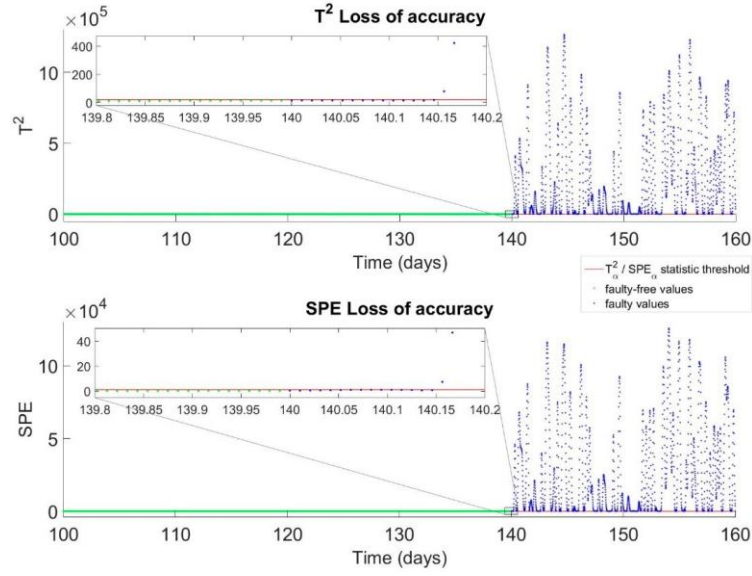 T² Loss of accuracy
×10⁵
10
5
0
T²
400
200
0
139.8 139.85 139.9 139.95 140 140.05 140.1 140.15 140.2
100 110 120 130 140 150 160
Time (days)
T²α / SPEα statistic threshold
faulty-free values
faulty values
SPE Loss of accuracy
×10⁴
10
5
0
SPE
40
20
0
139.8 139.85 139.9 139.95 140 140.05 140.1 140.15 140.2
100 110 120 130 140 150 160
Time (days)